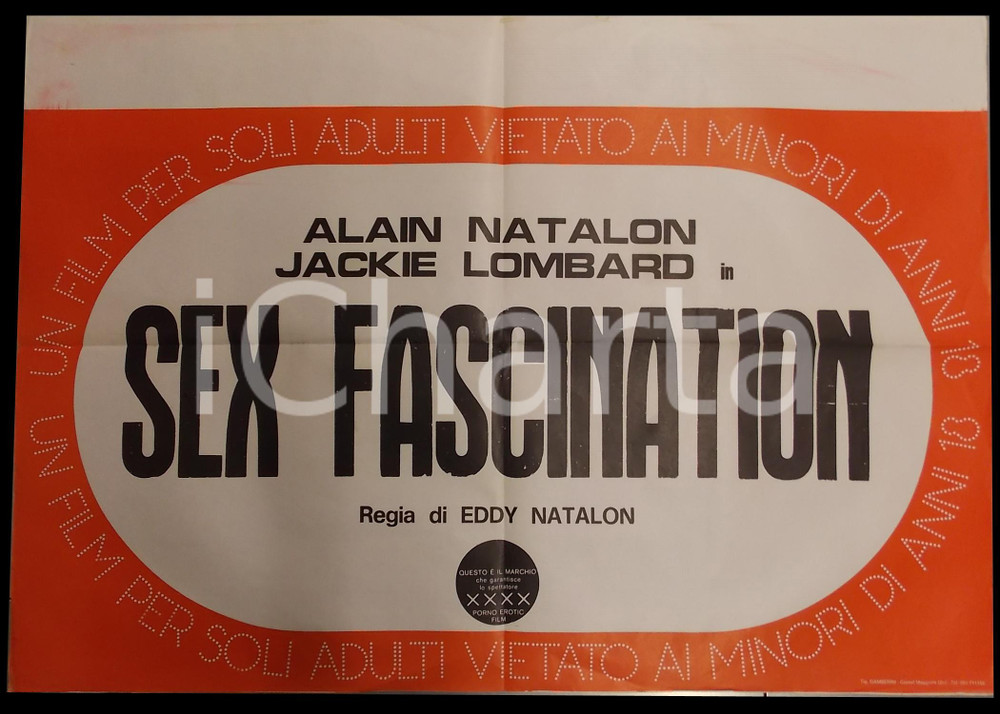 UN FILM PER SOLI ADULTI VIETATO AI MINORI DI ANNI 18
ALAIN NATALON
JACKIE LOMBARD in
SEX FASCINATION
iCharta
Regia di EDDY NATALON
QUESTO È IL MARCHIO
che garantisce
lo spettatore
XXXX
PORNO EROTIC
FILM
UN FILM PER SOLI ADULTI VIETATO AI MINORI DI ANNI 18